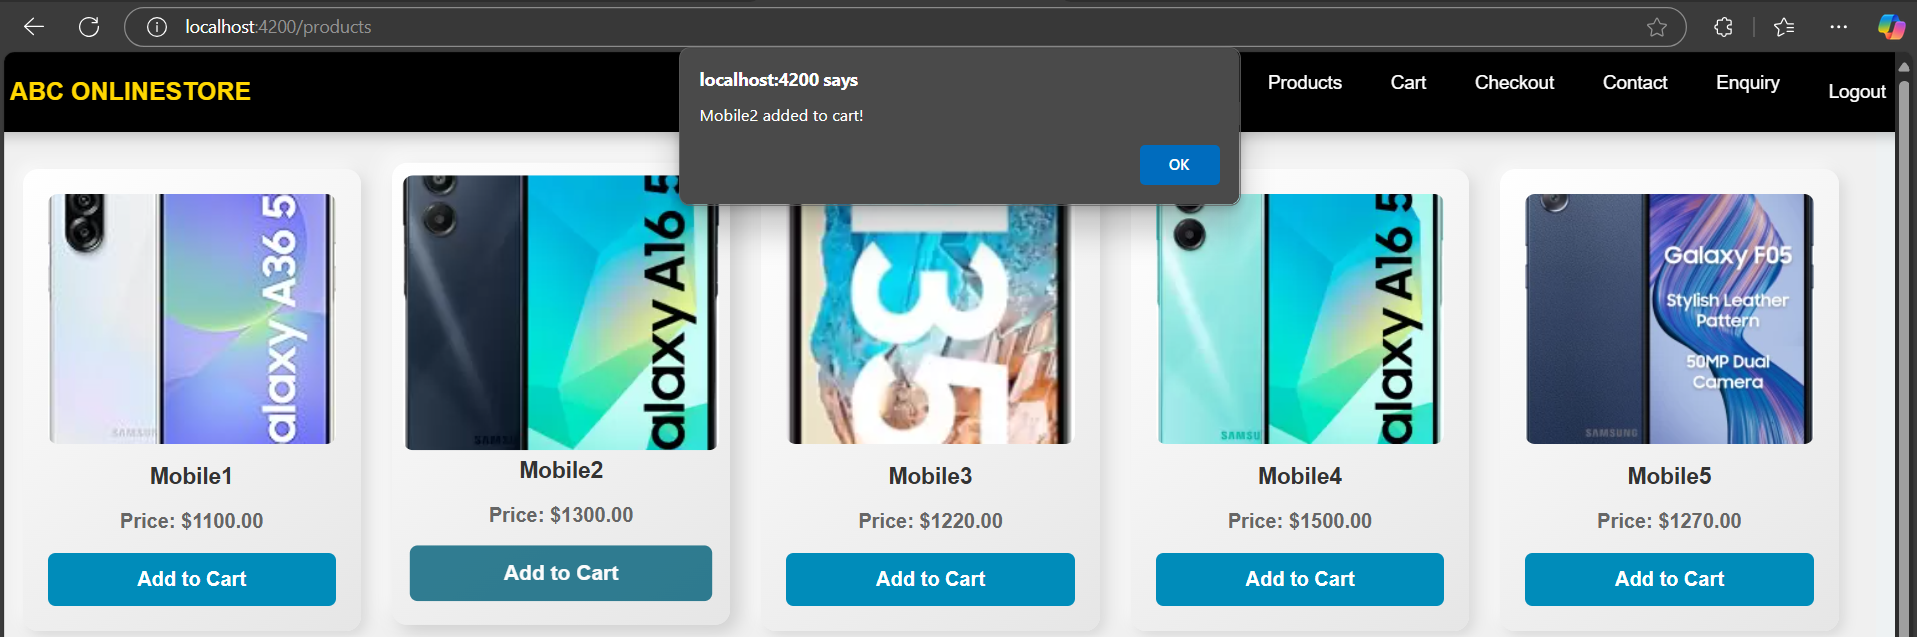 localhost:4200/products
ABC ONLINESTORE
Products
Cart
Checkout
Contact
Enquiry
Logout
localhost:4200 says
Mobile2 added to cart!
OK
alaxy A36 5
SAMSUN
alaxy A16 5
SAMSU
35
alaxy A16 5
SAMSU
Galaxy F05
Stylish Leather
Pattern
50MP Dual
Camera
SAMSUNG
Mobile1
Price: $1100.00
Add to Cart
Mobile2
Price: $1300.00
Add to Cart
Mobile3
Price: $1220.00
Add to Cart
Mobile4
Price: $1500.00
Add to Cart
Mobile5
Price: $1270.00
Add to Cart